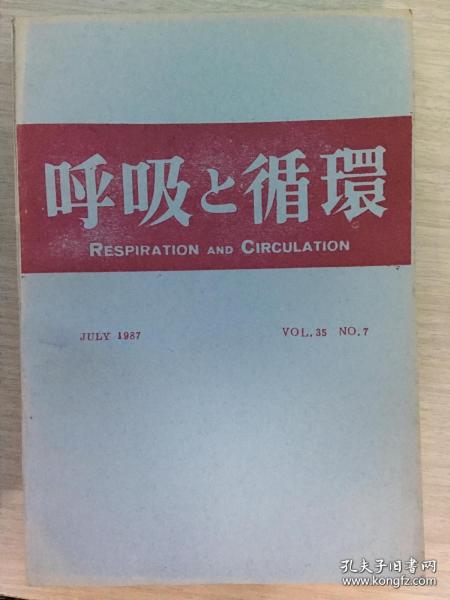 呼吸と循環
RESPIRATION AND CIRCULATION
JULY 1987 VOL.35 NO.7
孔夫子旧书网
www.kongfz.com